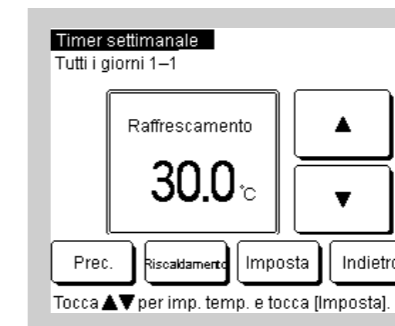 Timer settimanale
Tutti i giorni 1–1
Raffrescamento
▲
30.0 °C
▼
Prec. Riscaldamento Imposta Indietro
Tocca ▲▼ per imp. temp. e tocca [Imposta].